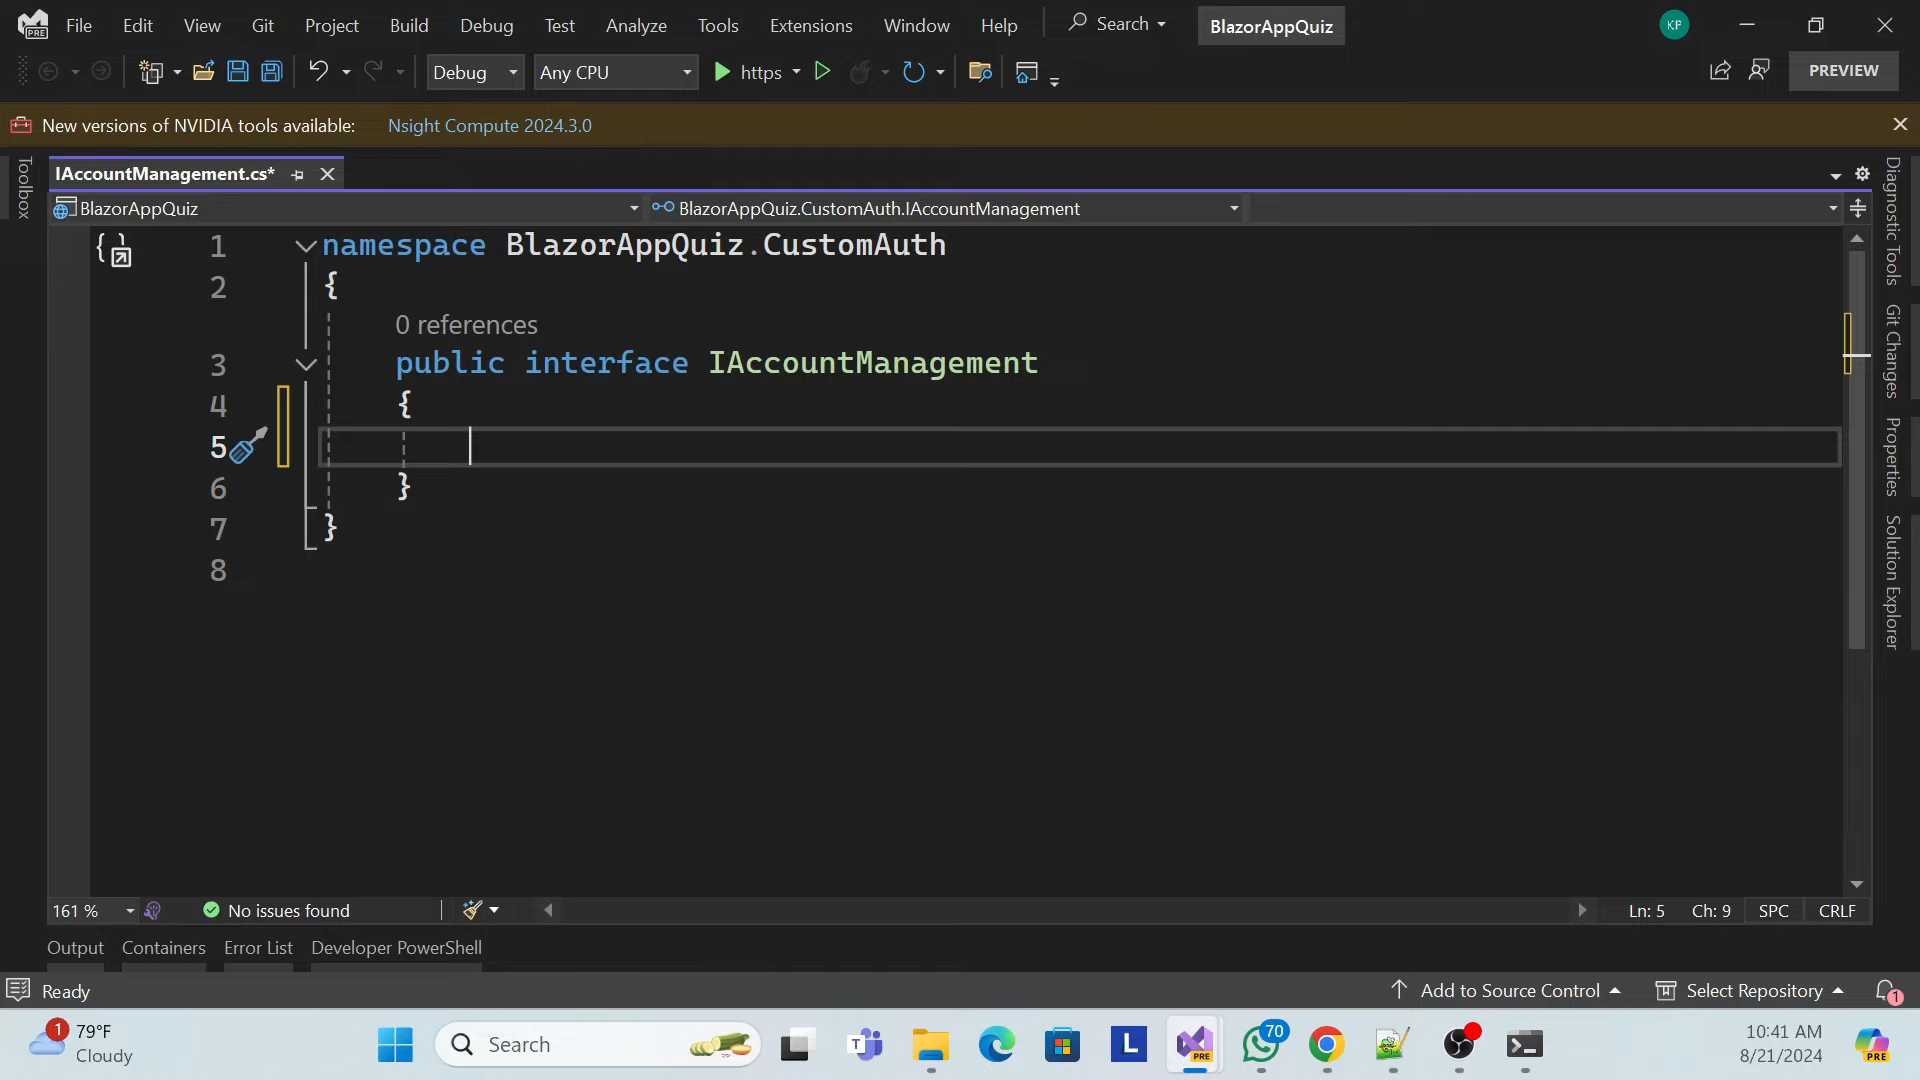 File Edit View Git Project Build Debug Test Analyze Tools Extensions Window Help Search BlazorAppQuiz KP
PRE
Debug Any CPU https PREVIEW
New versions of NVIDIA tools available: Nsight Compute 2024.3.0
Toolbox
IAccountManagement.cs*
BlazorAppQuiz BlazorAppQuiz.CustomAuth.IAccountManagement
1 namespace BlazorAppQuiz.CustomAuth
2 {
0 references
3 public interface IAccountManagement
4 {
5
6 }
7 }
8
Diagnostic Tools
Git Changes
Properties
Solution Explorer
161 % No issues found Ln: 5 Ch: 9 SPC CRLF
Output Containers Error List Developer PowerShell
Ready Add to Source Control Select Repository 1
1 79°F
Cloudy
Search
T
L
PRE
70
10:41 AM
8/21/2024
PRE